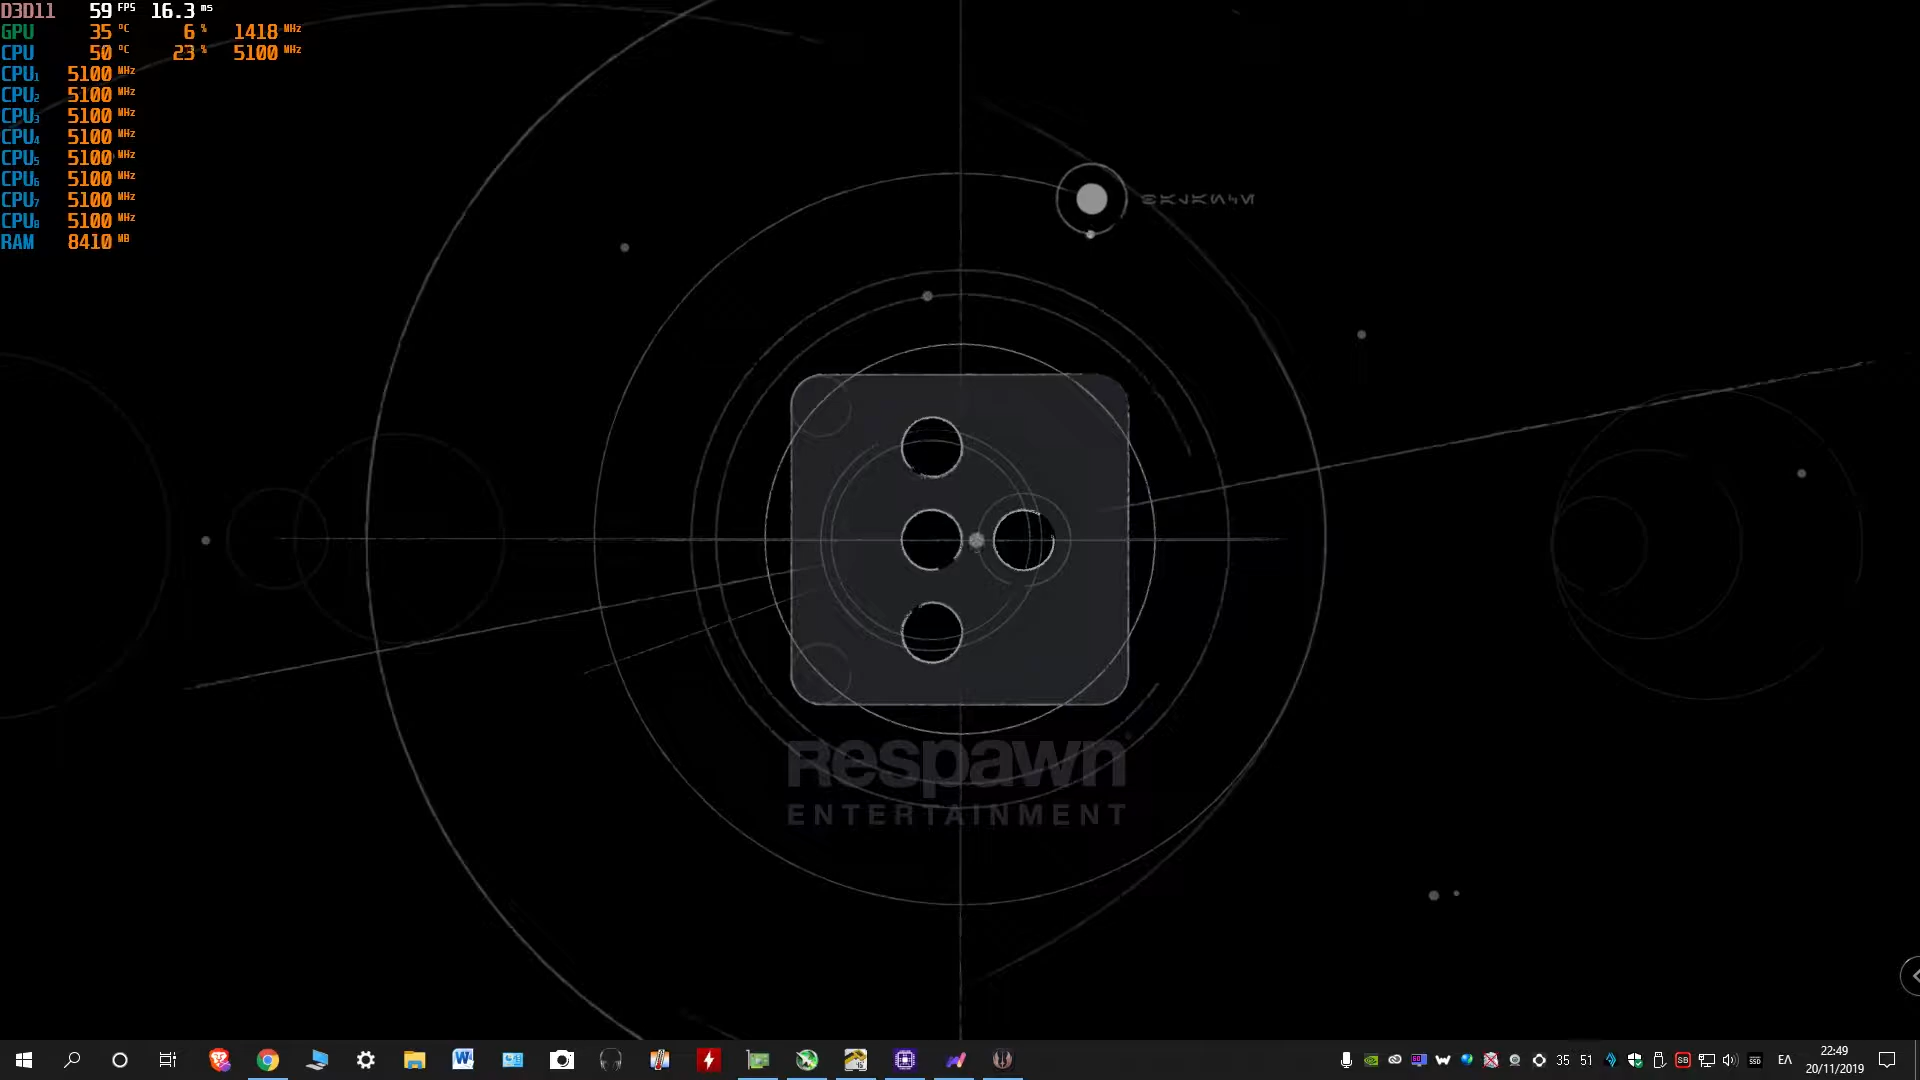 D3D11 59 FPS 16.3 ms
GPU 35 °C 6 % 1418 MHz
CPU 50 °C 23 % 5100 MHz
CPU1 5100 MHz
CPU2 5100 MHz
CPU3 5100 MHz
CPU4 5100 MHz
CPU5 5100 MHz
CPU6 5100 MHz
CPU7 5100 MHz
CPU8 5100 MHz
RAM 8410 MB
Respawn
ENTERTAINMENT
35 51 ΕΛ 22:49
20/11/2019